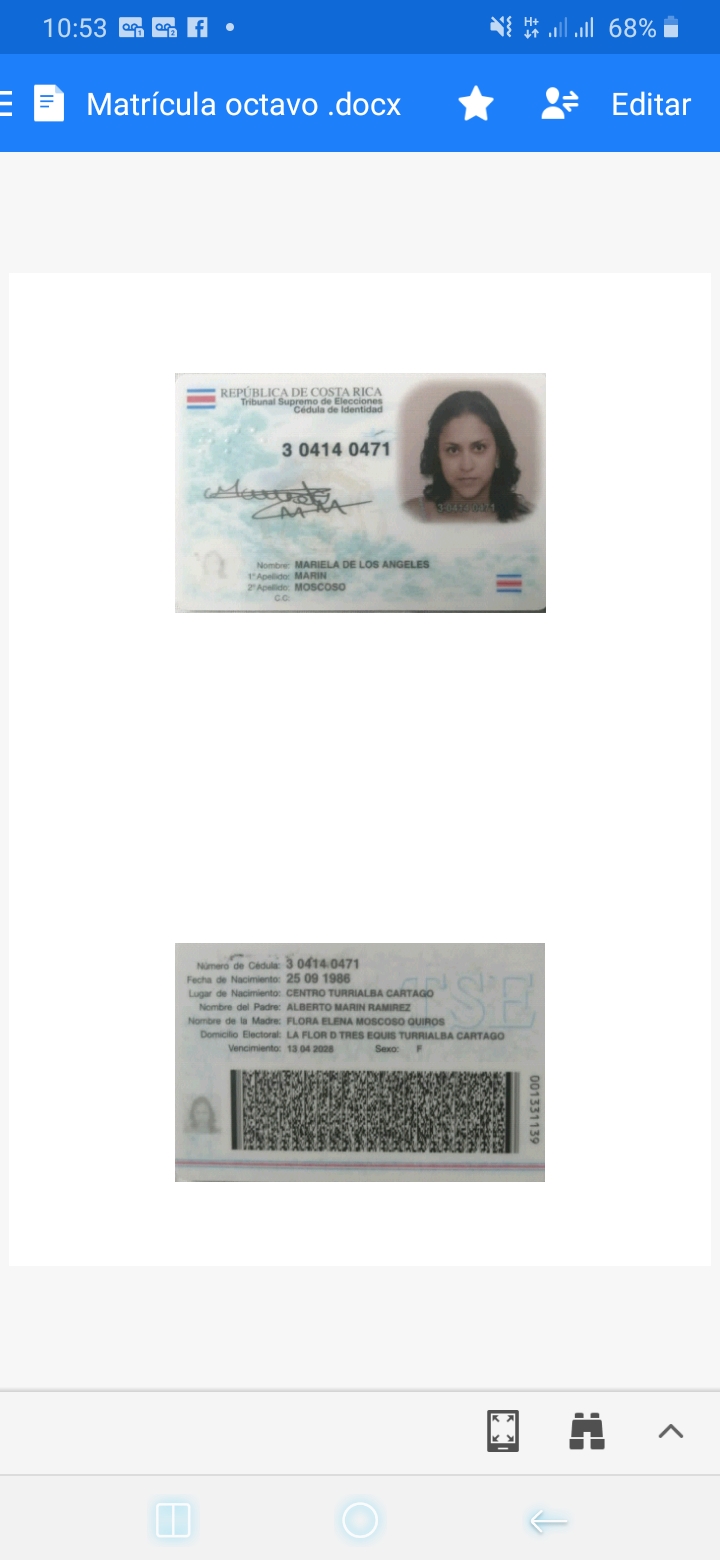 10:53
68%
Matrícula octavo .docx
Editar
REPÚBLICA DE COSTA RICA
Tribunal Supremo de Elecciones
Cédula de Identidad
3 0414 0471
3-0414-0471
Nombre: MARIELA DE LOS ANGELES
1°Apellido: MARIN
2°Apellido: MOSCOSO
C.C:
Número de Cédula: 3 0414 0471
Fecha de Nacimiento: 25 09 1986
Lugar de Nacimiento: CENTRO TURRIALBA CARTAGO
Nombre del Padre: ALBERTO MARIN RAMIREZ
Nombre de la Madre: FLORA ELENA MOSCOSO QUIROS
Domicilio Electoral: LA FLOR D TRES EQUIS TURRIALBA CARTAGO
Vencimiento: 13 04 2028 Sexo: F
TSE
001331139